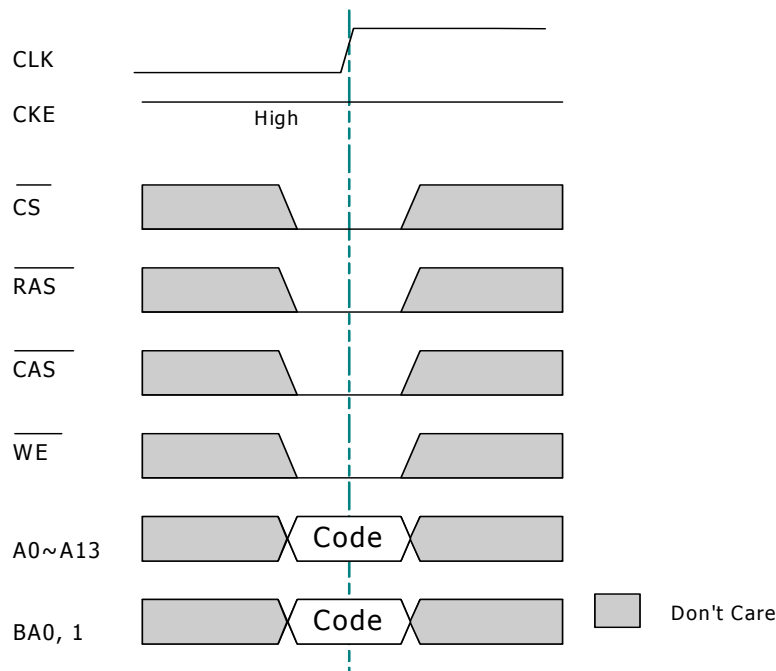 CLK
CKE
High
CS
RAS
CAS
WE
A0~A13
Code
BA0, 1
Code
Don't Care